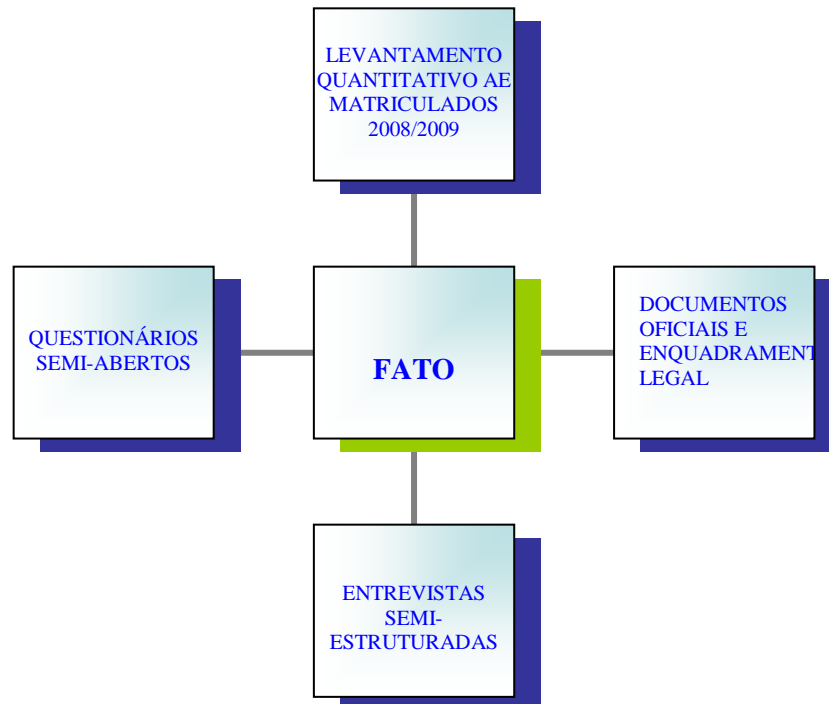 LEVANTAMENTO
QUANTITATIVO AE
MATRICULADOS
2008/2009
QUESTIONÁRIOS
SEMI-ABERTOS
FATO
DOCUMENTOS
OFICIAIS E
ENQUADRAMENT
LEGAL
ENTREVISTAS
SEMI-
ESTRUTURADAS